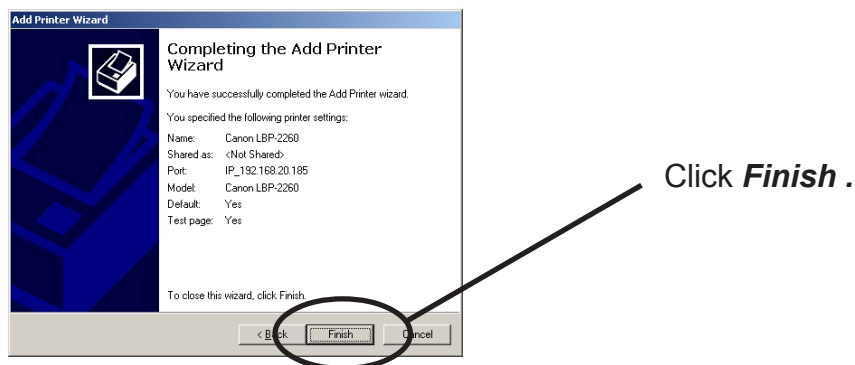 Add Printer Wizard
Completing the Add Printer
Wizard
You have successfully completed the Add Printer wizard.
You specified the following printer settings:
Name: Canon LBP-2260
Shared as: <Not Shared>
Port: IP_192.168.20.185
Model: Canon LBP-2260
Default: Yes
Test page: Yes
To close this wizard, click Finish.
< Back Finish Cancel
Click Finish .